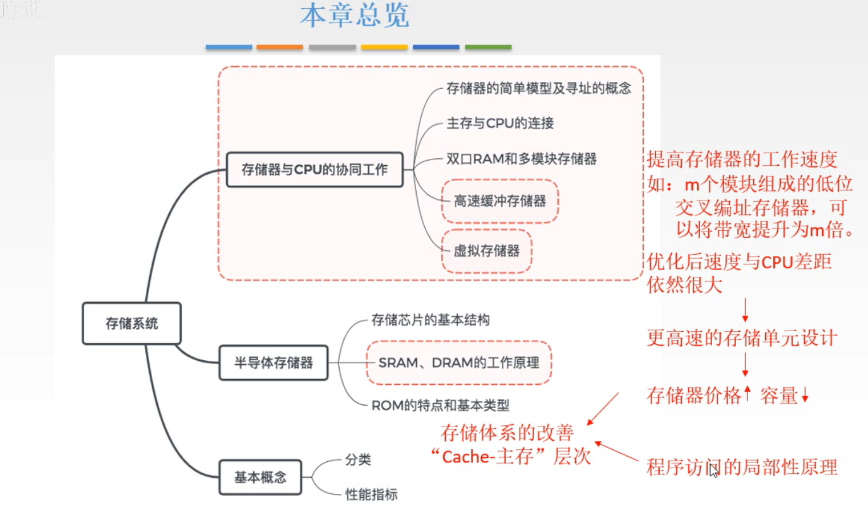 本章总览
存储器的简单模型及寻址的概念
主存与CPU的连接
存储器与CPU的协同工作
双口RAM和多模块存储器
高速缓冲存储器
虚拟存储器
提高存储器的工作速度
如：m个模块组成的低位
交叉编址存储器，可
以将带宽提升为m倍。
优化后速度与CPU差距
依然很大
更高速的存储单元设计
存储器价格 容量
程序访问的局部性原理
存储系统
存储芯片的基本结构
半导体存储器
SRAM、DRAM的工作原理
ROM的特点和基本类型
存储体系的改善
“Cache-主存”层次
基本概念
分类
性能指标